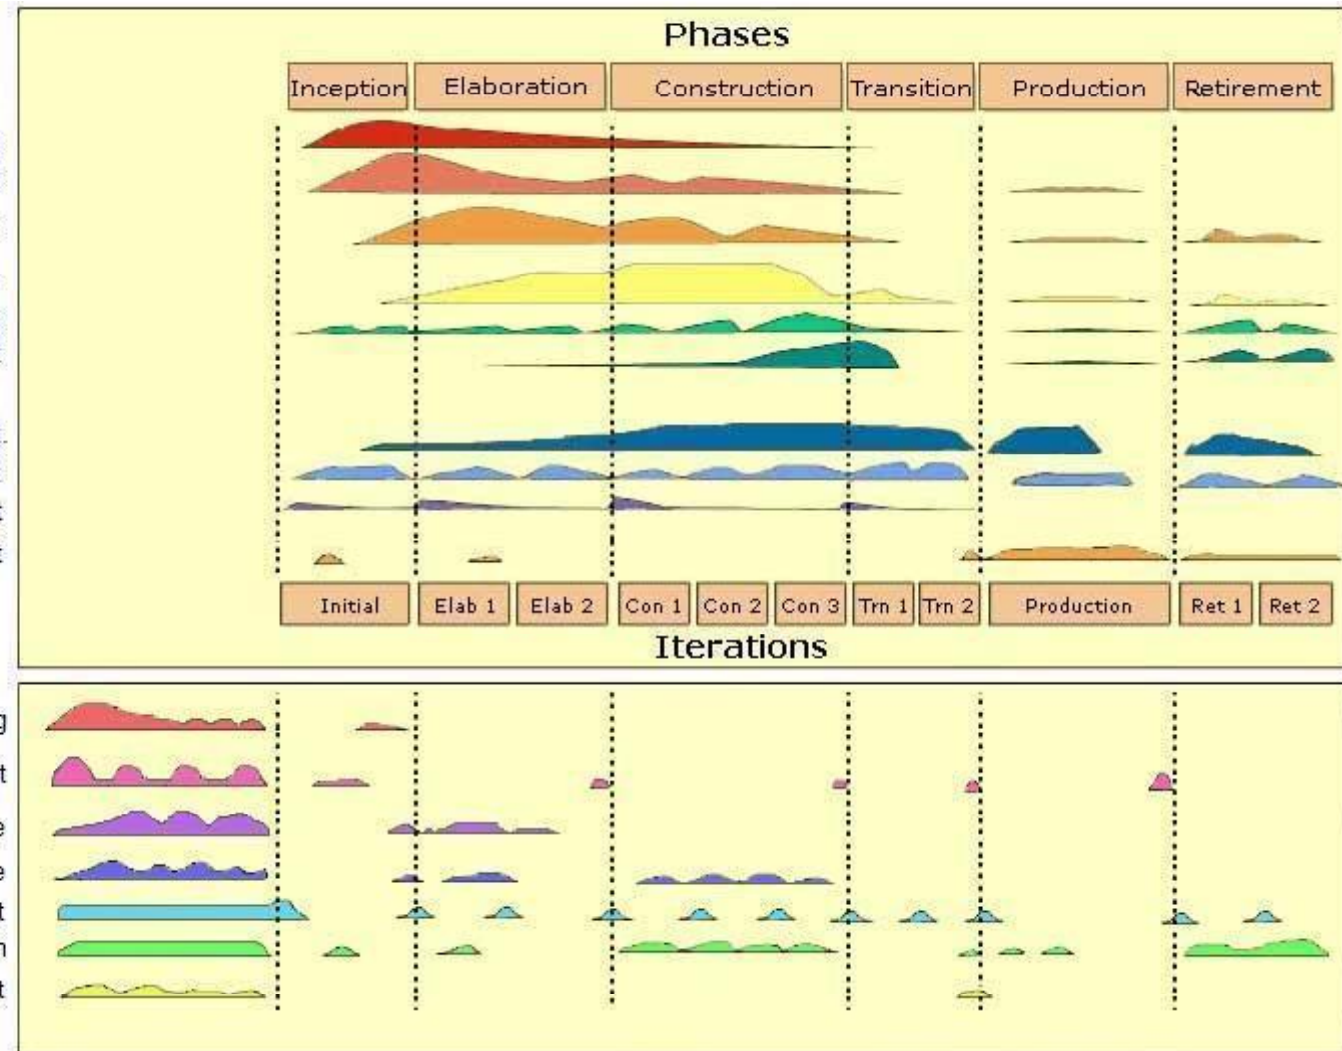 Phases
Inception Elaboration Construction Transition Production Retirement
Initial Elab 1 Elab 2 Con 1 Con 2 Con 3 Trn 1 Trn 2 Production Ret 1 Ret 2
Iterations